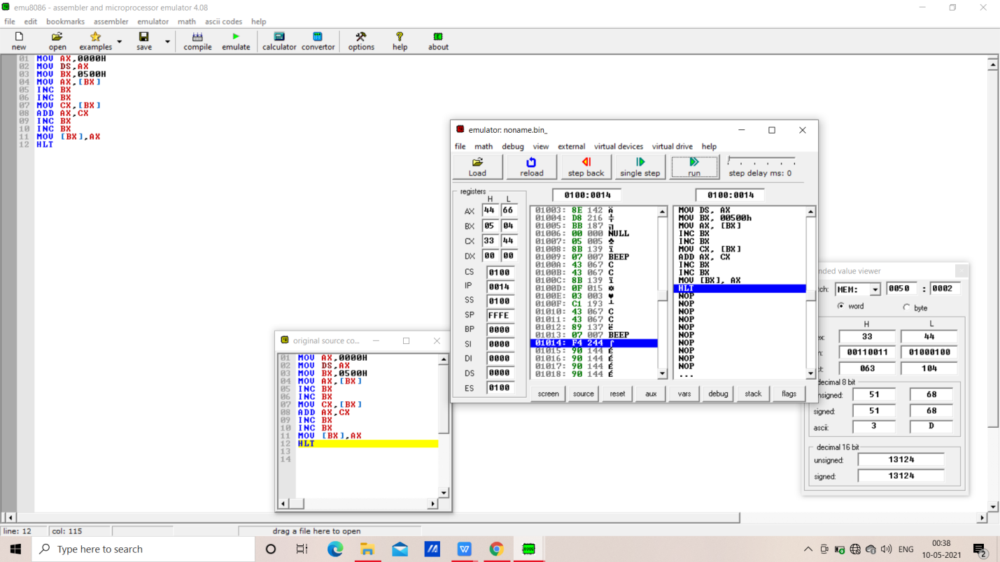 emu8086 - assembler and microprocessor emulator 4.08
file edit bookmarks assembler emulator math ascii codes help
new open examples save compile emulate calculator convertor options help about
01 MOV AX,0000H
02 MOV DS,AX
03 MOV BX,0500H
04 MOV AX,[BX]
05 INC BX
06 INC BX
07 MOV CX,[BX]
08 ADD AX,CX
09 INC BX
10 INC BX
11 MOV [BX],AX
12 HLT
emulator: noname.bin_
file math debug view external virtual devices virtual drive help
Load reload step back single step run step delay ms: 0
registers
H L
AX 44 66
BX 05 04
CX 33 44
DX 00 00
CS 0100
IP 0014
SS 0100
SP FFFE
BP 0000
SI 0000
DI 0000
DS 0000
ES 0100
0100:0014
01003: 8E 142 Ä
01004: D8 216 ╪
01005: BB 187 ╗
01006: 00 000 NULL
01007: 05 005 ♣
01008: 8B 139 ï
01009: 07 007 BEEP
0100A: 43 067 C
0100B: 43 067 C
0100C: 8B 139 ï
0100D: 0F 015 ☼
0100E: 03 003 ♥
0100F: C1 193 ┴
01010: 43 067 C
01011: 43 067 C
01012: 89 137 ë
01013: 07 007 BEEP
01014: F4 244 ⌠
01015: 90 144 É
01016: 90 144 É
01017: 90 144 É
01018: 90 144 É
0100:0014
MOV DS, AX
MOV BX, 00500h
MOV AX, [BX]
INC BX
INC BX
MOV CX, [BX]
ADD AX, CX
INC BX
INC BX
MOV [BX], AX
HLT
NOP
NOP
NOP
NOP
NOP
NOP
NOP
NOP
NOP
NOP
...
screen source reset aux vars debug stack flags
original source co...
01 MOV AX,0000H
02 MOV DS,AX
03 MOV BX,0500H
04 MOV AX,[BX]
05 INC BX
06 INC BX
07 MOV CX,[BX]
08 ADD AX,CX
09 INC BX
10 INC BX
11 MOV [BX],AX
12 HLT
13
14
nded value viewer
ch: MEM: 0050 : 0002
word byte
H L
ex: 33 44
n: 00110011 01000100
ct: 063 104
decimal 8 bit
nsigned: 51 68
signed: 51 68
ascii: 3 D
decimal 16 bit
unsigned: 13124
signed: 13124
line: 12 col: 115 drag a file here to open
Type here to search
ENG
00:38
10-05-2021
2